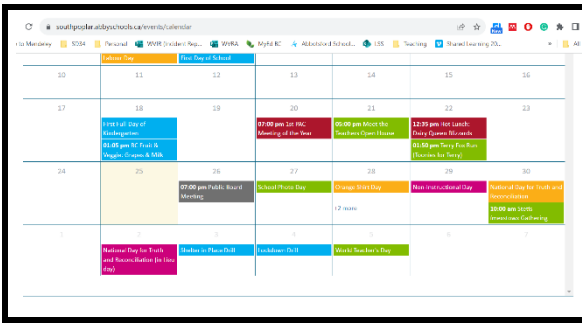 southpoplar.abbyschools.ca/events/calendar
to Mandeley SD34 Personal WVIR (Incident Rep... WVRA MyEd BC Abbotsford School... LSS Teaching Shared Learning 20... All
Labour Day First Day of School
10 11 12 13 14 15 16
17 18 19 20 21 22 23
First Full Day of
Kindergarten
01:05 pm BC Fruit &
Veggie: Grapes & Milk
07:00 pm 1st PAC
Meeting of the Year
05:00 pm Meet the
Teachers Open House
12:35 pm Hot Lunch:
Dairy Queen Blizzards
01:50 pm Terry Fox Run
(Toonies for Terry)
24 25 26 27 28 29 30
07:00 pm Public Board
Meeting
School Photo Day
Orange Shirt Day
+2 more
Non-Instructional Day
National Day for Truth and
Reconciliation
10:00 am
Gathering
1 2 3 4 5 6 7
National Day for Truth
and Reconciliation (in lieu
day)
Shelter in Place Drill
Lockdown Drill
World Teacher's Day